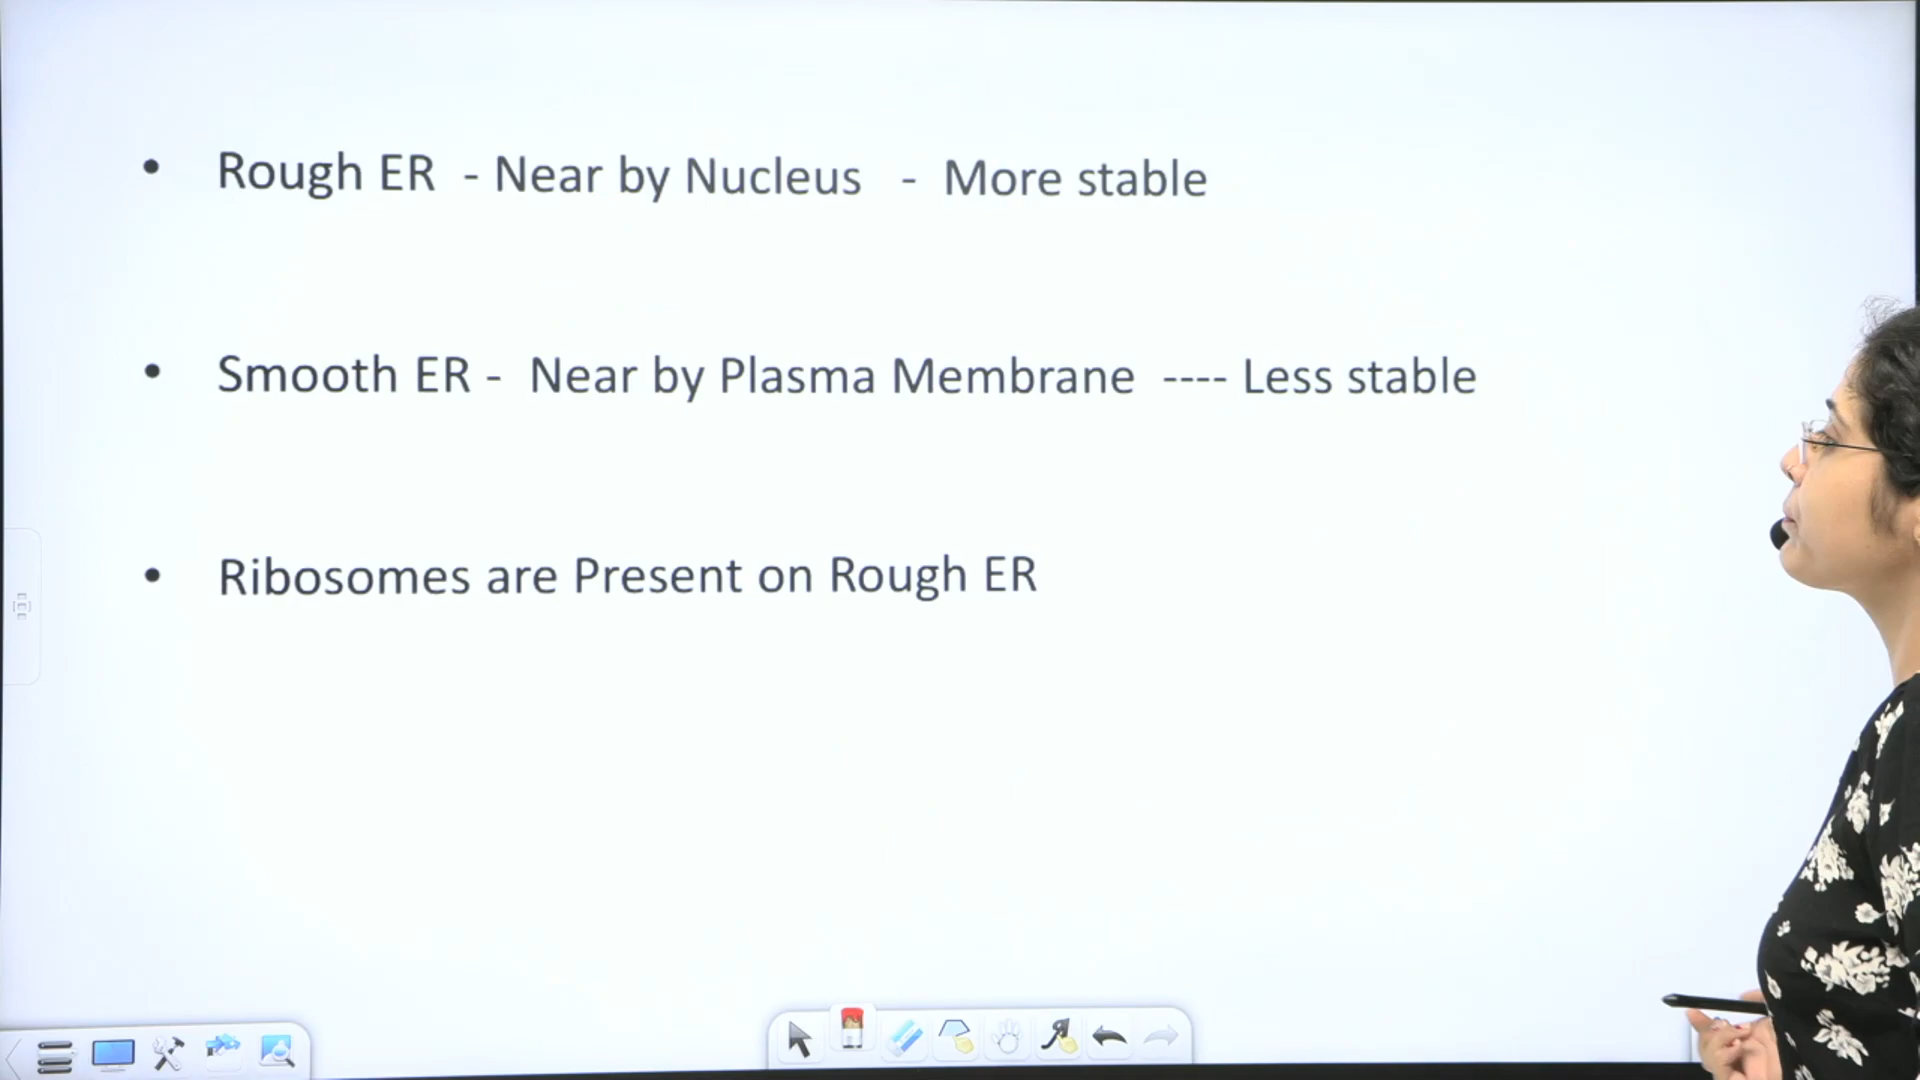 • Rough ER - Near by Nucleus - More stable
• Smooth ER - Near by Plasma Membrane ---- Less stable
• Ribosomes are Present on Rough ER